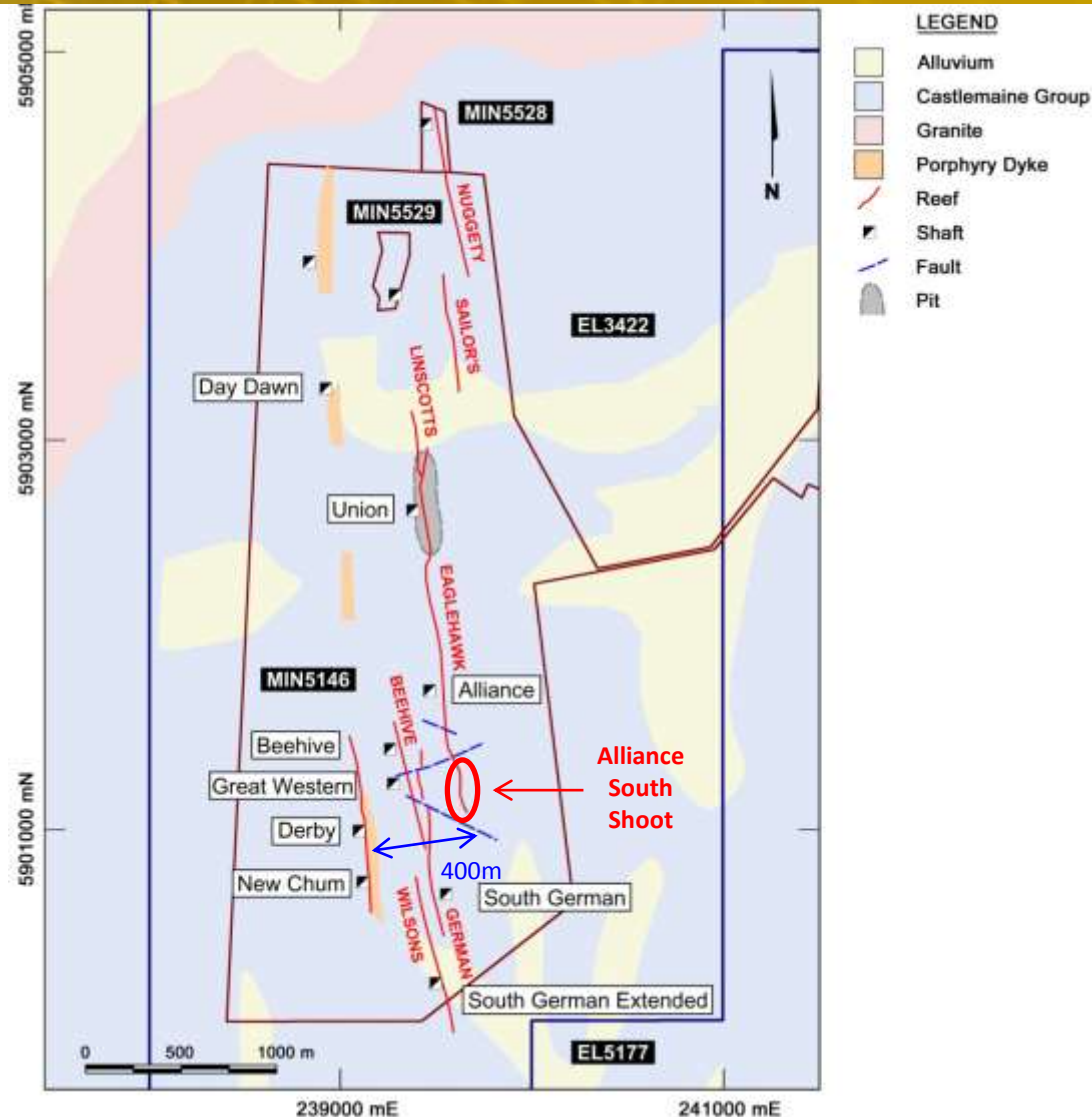 5905000 mN
5903000 mN
5901000 mN
MIN5528
NUGGETY
MIN5529
SAILOR'S
EL3422
LINSCOTTS
Day Dawn
Union
EAGLEHAWK
MIN5146
Alliance
BEEHIVE
Beehive
Great Western
Alliance
South
Shoot
Derby
400m
New Chum
South German
WILSONS
GERMAN
South German Extended
EL5177
0 500 1000 m
239000 mE
241000 mE
N
LEGEND
Alluvium
Castlemaine Group
Granite
Porphyry Dyke
Reef
Shaft
Fault
Pit